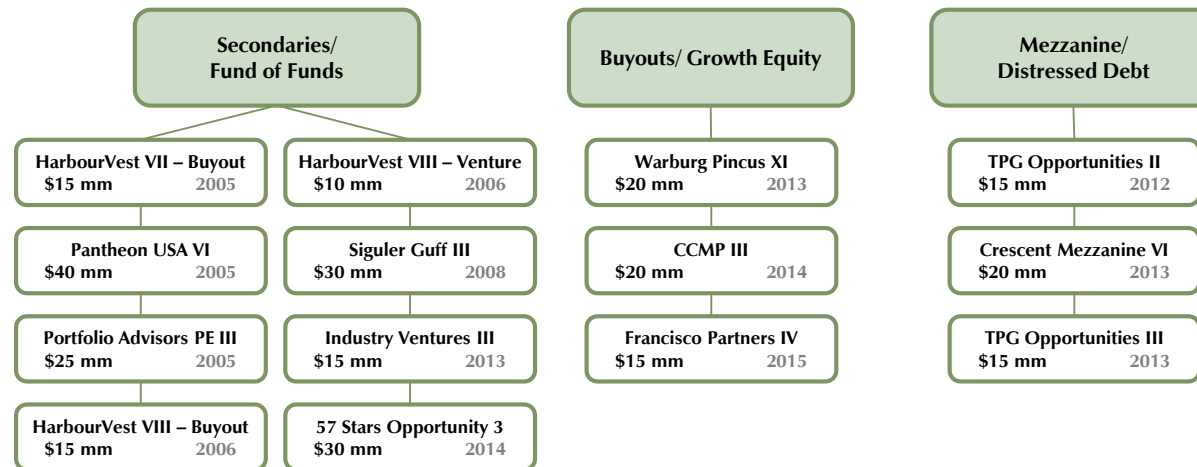 Secondaries/
Fund of Funds
HarbourVest VII – Buyout
$15 mm 2005
Pantheon USA VI
$40 mm 2005
Portfolio Advisors PE III
$25 mm 2005
HarbourVest VIII – Buyout
$15 mm 2006
HarbourVest VIII – Venture
$10 mm 2006
Siguler Guff III
$30 mm 2008
Industry Ventures III
$15 mm 2013
57 Stars Opportunity 3
$30 mm 2014
Buyouts/ Growth Equity
Warburg Pincus XI
$20 mm 2013
CCMP III
$20 mm 2014
Francisco Partners IV
$15 mm 2015
Mezzanine/
Distressed Debt
TPG Opportunities II
$15 mm 2012
Crescent Mezzanine VI
$20 mm 2013
TPG Opportunities III
$15 mm 2013